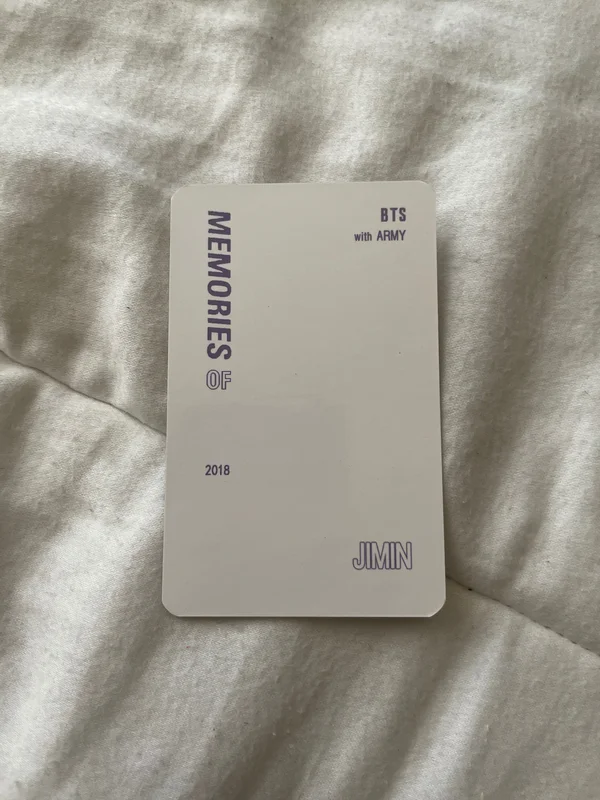 BTS
with ARMY
MEMORIES
OF
2018
JIMIN